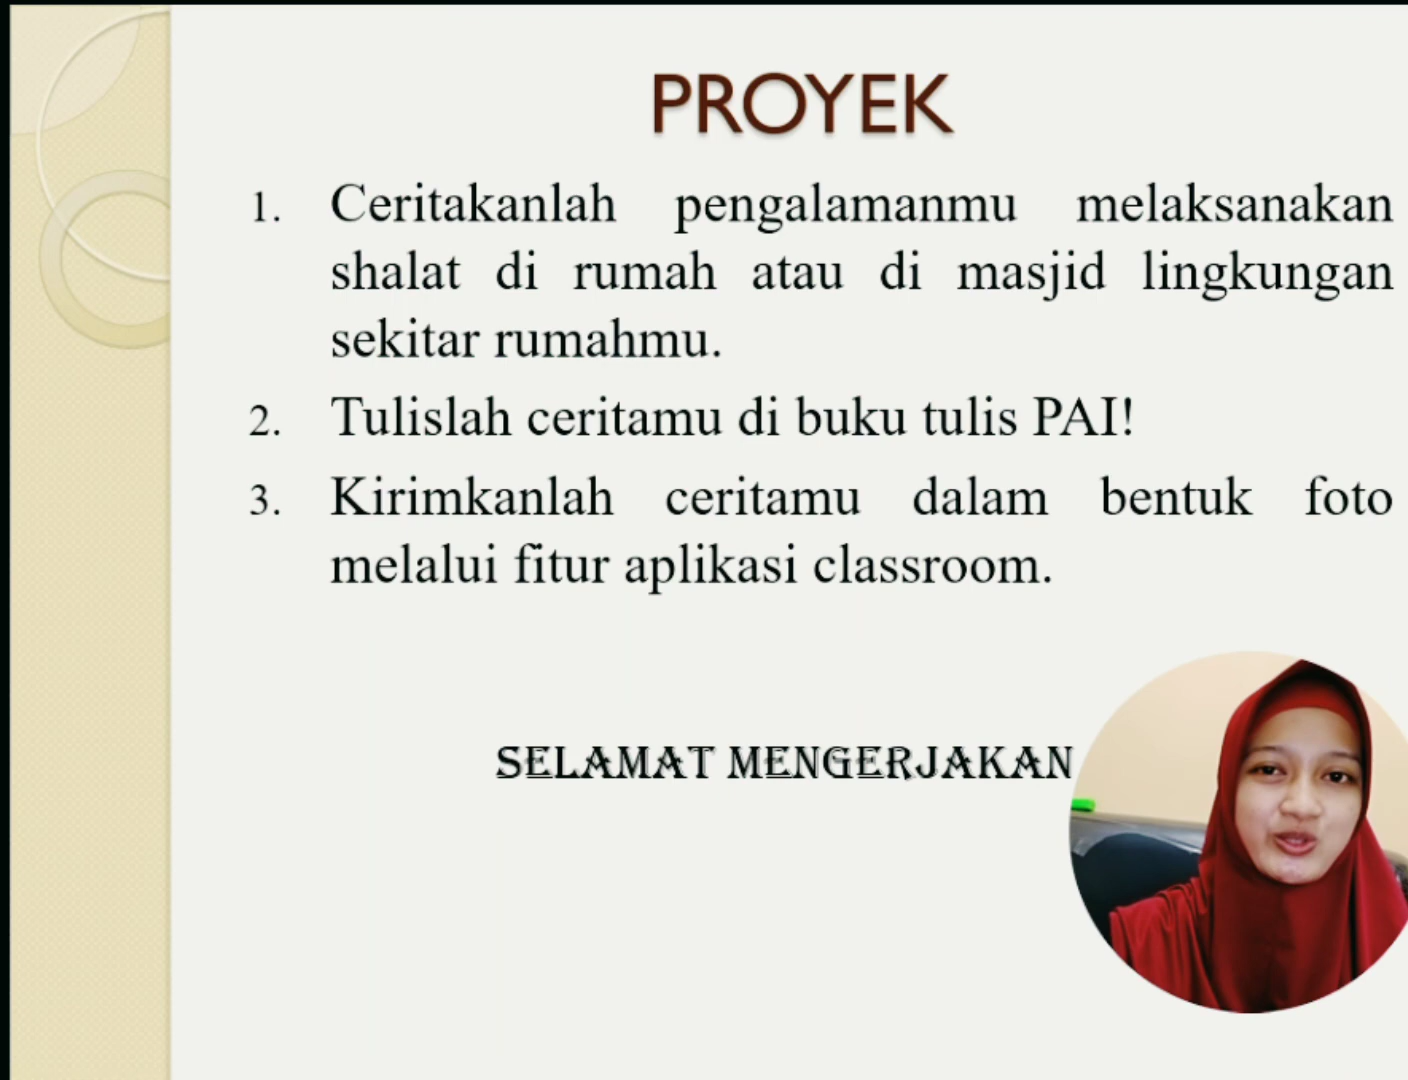 PROYEK
1. Ceritakanlah pengalamanmu melaksanakan
shalat di rumah atau di masjid lingkungan
sekitar rumahmu.
2. Tulislah ceritamu di buku tulis PAI!
3. Kirimkanlah ceritamu dalam bentuk foto
melalui fitur aplikasi classroom.
SELAMAT MENGERJAKAN